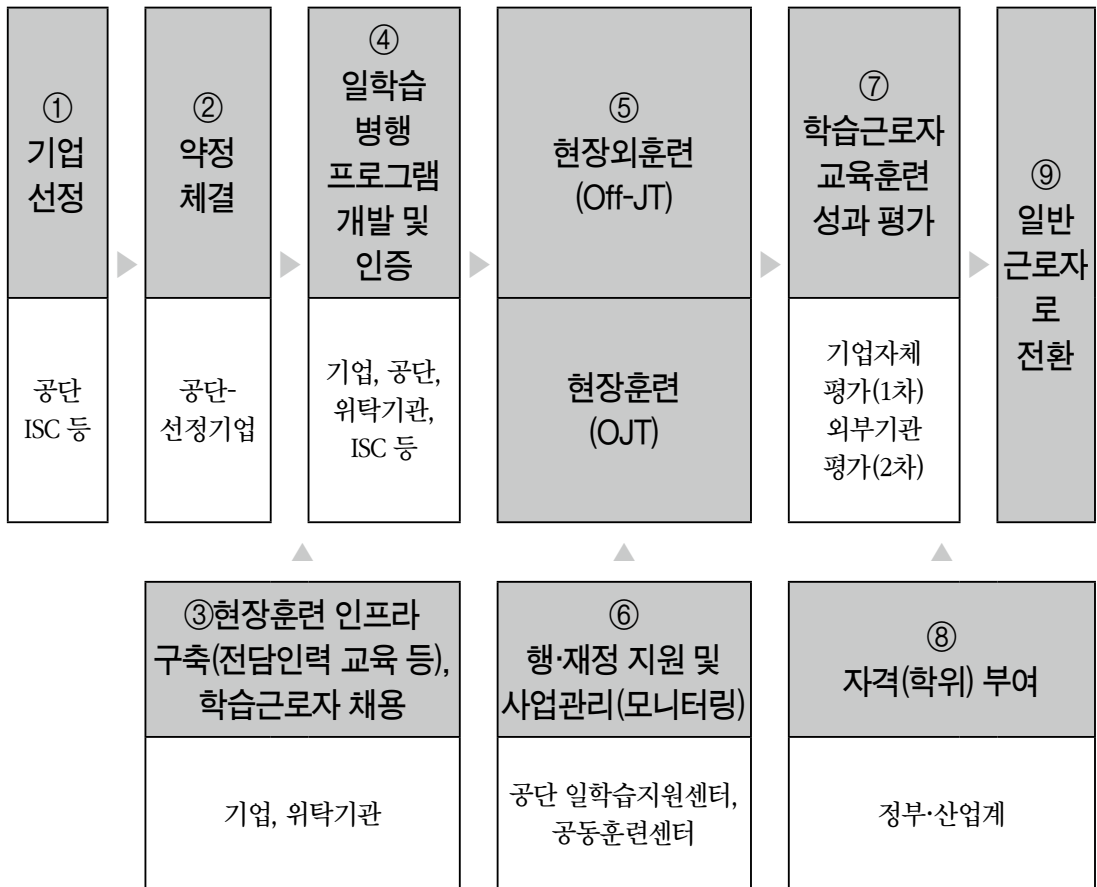 ①
기업
선정
공단
ISC 등
②
약정
체결
공단-
선정기업
④
일학습
병행
프로그램
개발 및
인증
기업, 공단,
위탁기관,
ISC 등
⑤
현장외훈련
(Off-JT)
현장훈련
(OJT)
⑦
학습근로자
교육훈련
성과 평가
기업자체
평가(1차)
외부기관
평가(2차)
⑨
일반
근로자
로
전환
③현장훈련 인프라
구축(전담인력 교육 등),
학습근로자 채용
기업, 위탁기관
⑥
행·재정 지원 및
사업관리(모니터링)
공단 일학습지원센터,
공동훈련센터
⑧
자격(학위) 부여
정부·산업계